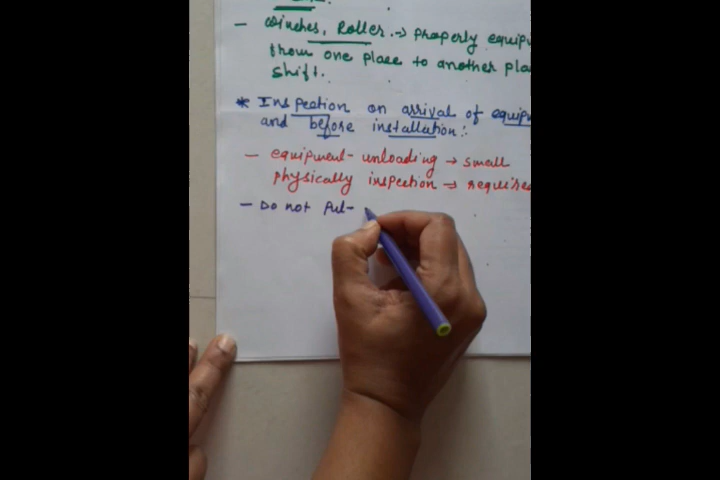 - Winches, Roller → properly equip
from one place to another pla
shift.
* Inspection on arrival of equip
and before installation:
- equipment unloading → small
physically inspection → require
- Do not Put